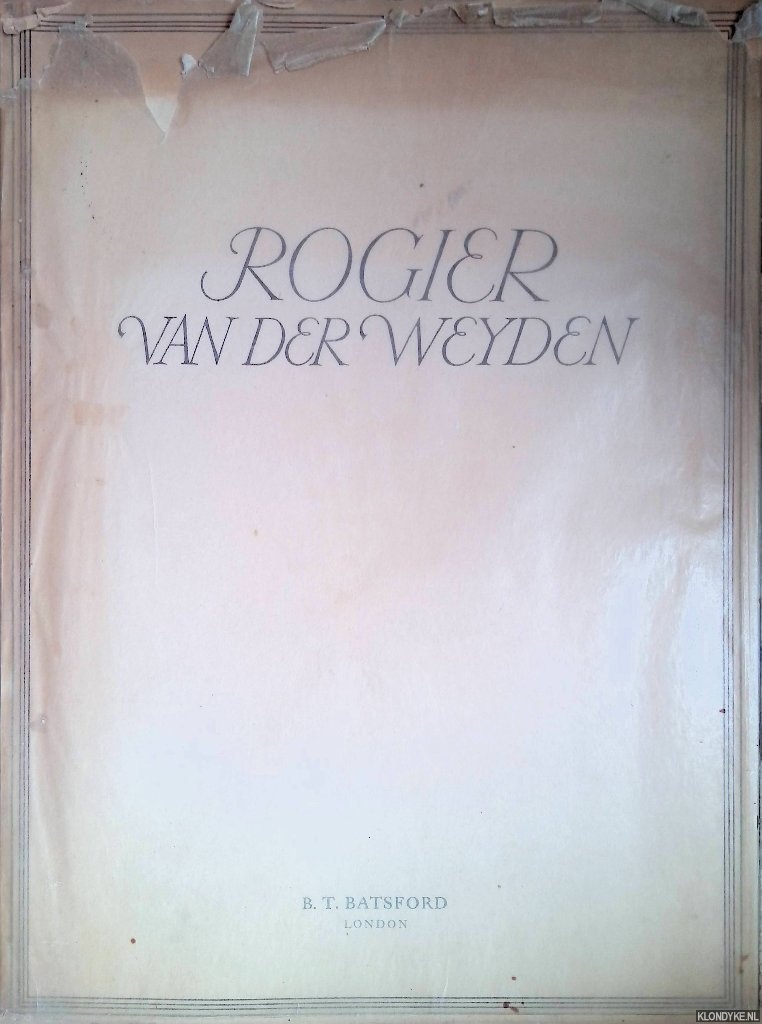 ROGIER
VAN DER WEYDEN
B. T. BATSFORD
LONDON
KLONDYKE.NL